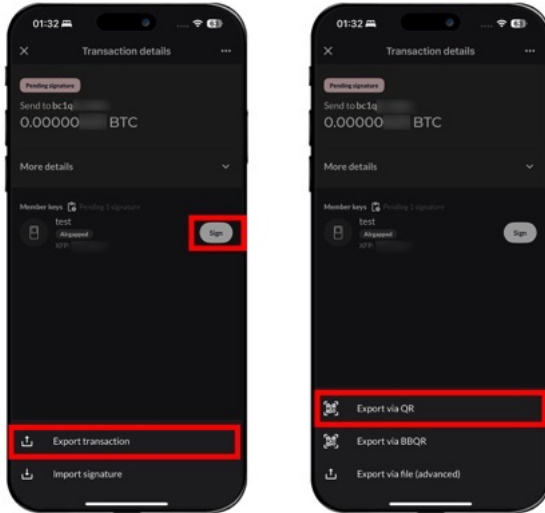 01:32
63
Transaction details
Pending signature
Send to bc1q
0.00000 BTC
More details
Member keys Pending 1 signature
test
Airgapped
XFP:
Sign
Export transaction
Import signature
01:32
63
Transaction details
Pending signature
Send to bc1q
0.00000 BTC
More details
Member keys Pending 1 signature
test
Airgapped
XFP:
Sign
Export via QR
Export via BBQR
Export via file (advanced)